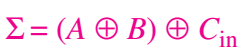 Σ = (A ⊕ B) ⊕ C_in